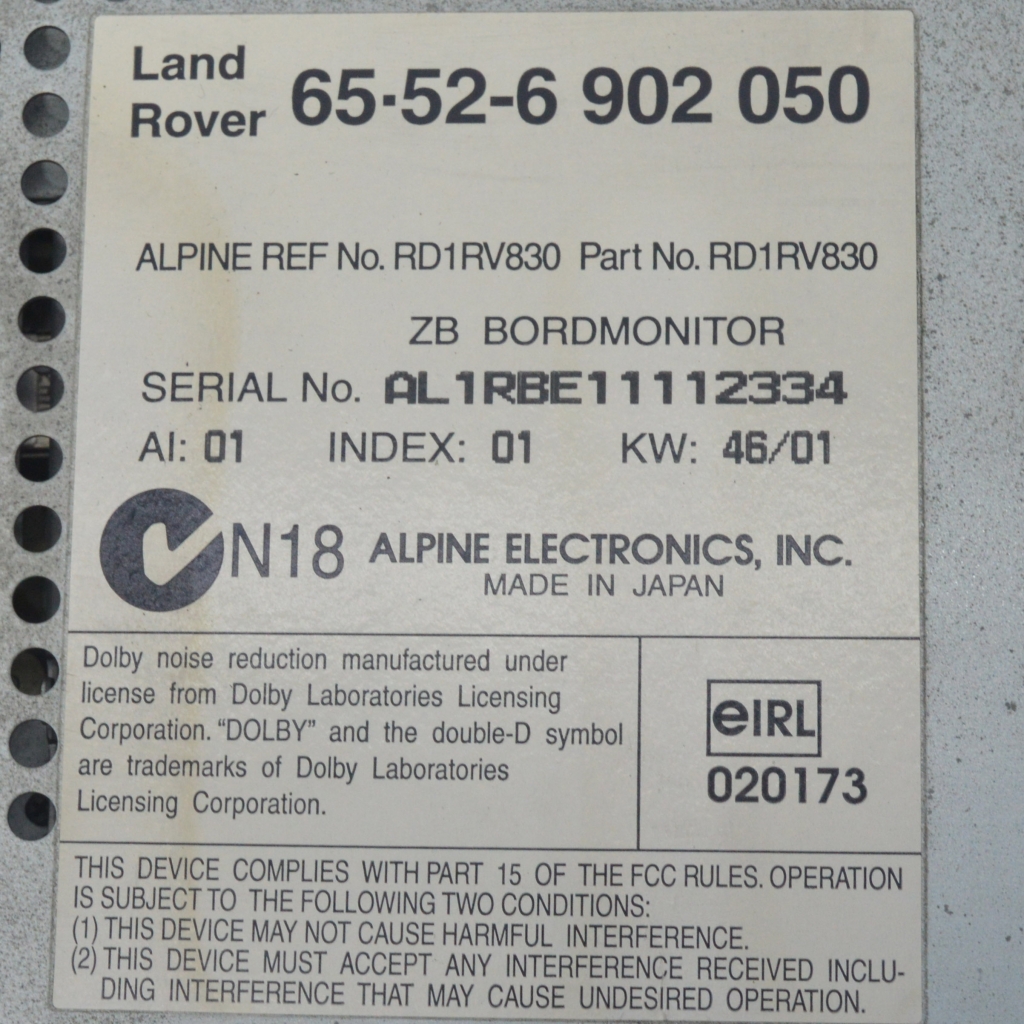 Land Rover 65·52-6 902 050
ALPINE REF No. RD1RV830 Part No. RD1RV830
ZB BORDMONITOR
SERIAL No. AL1RBE11112334
AI: 01 INDEX: 01 KW: 46/01
N18 ALPINE ELECTRONICS, INC.
MADE IN JAPAN
Dolby noise reduction manufactured under
license from Dolby Laboratories Licensing
Corporation. “DOLBY” and the double-D symbol
are trademarks of Dolby Laboratories
Licensing Corporation.
eIRL
020173
THIS DEVICE COMPLIES WITH PART 15 OF THE FCC RULES. OPERATION
IS SUBJECT TO THE FOLLOWING TWO CONDITIONS:
(1) THIS DEVICE MAY NOT CAUSE HARMFUL INTERFERENCE.
(2) THIS DEVICE MUST ACCEPT ANY INTERFERENCE RECEIVED INCLU-
DING INTERFERENCE THAT MAY CAUSE UNDESIRED OPERATION.